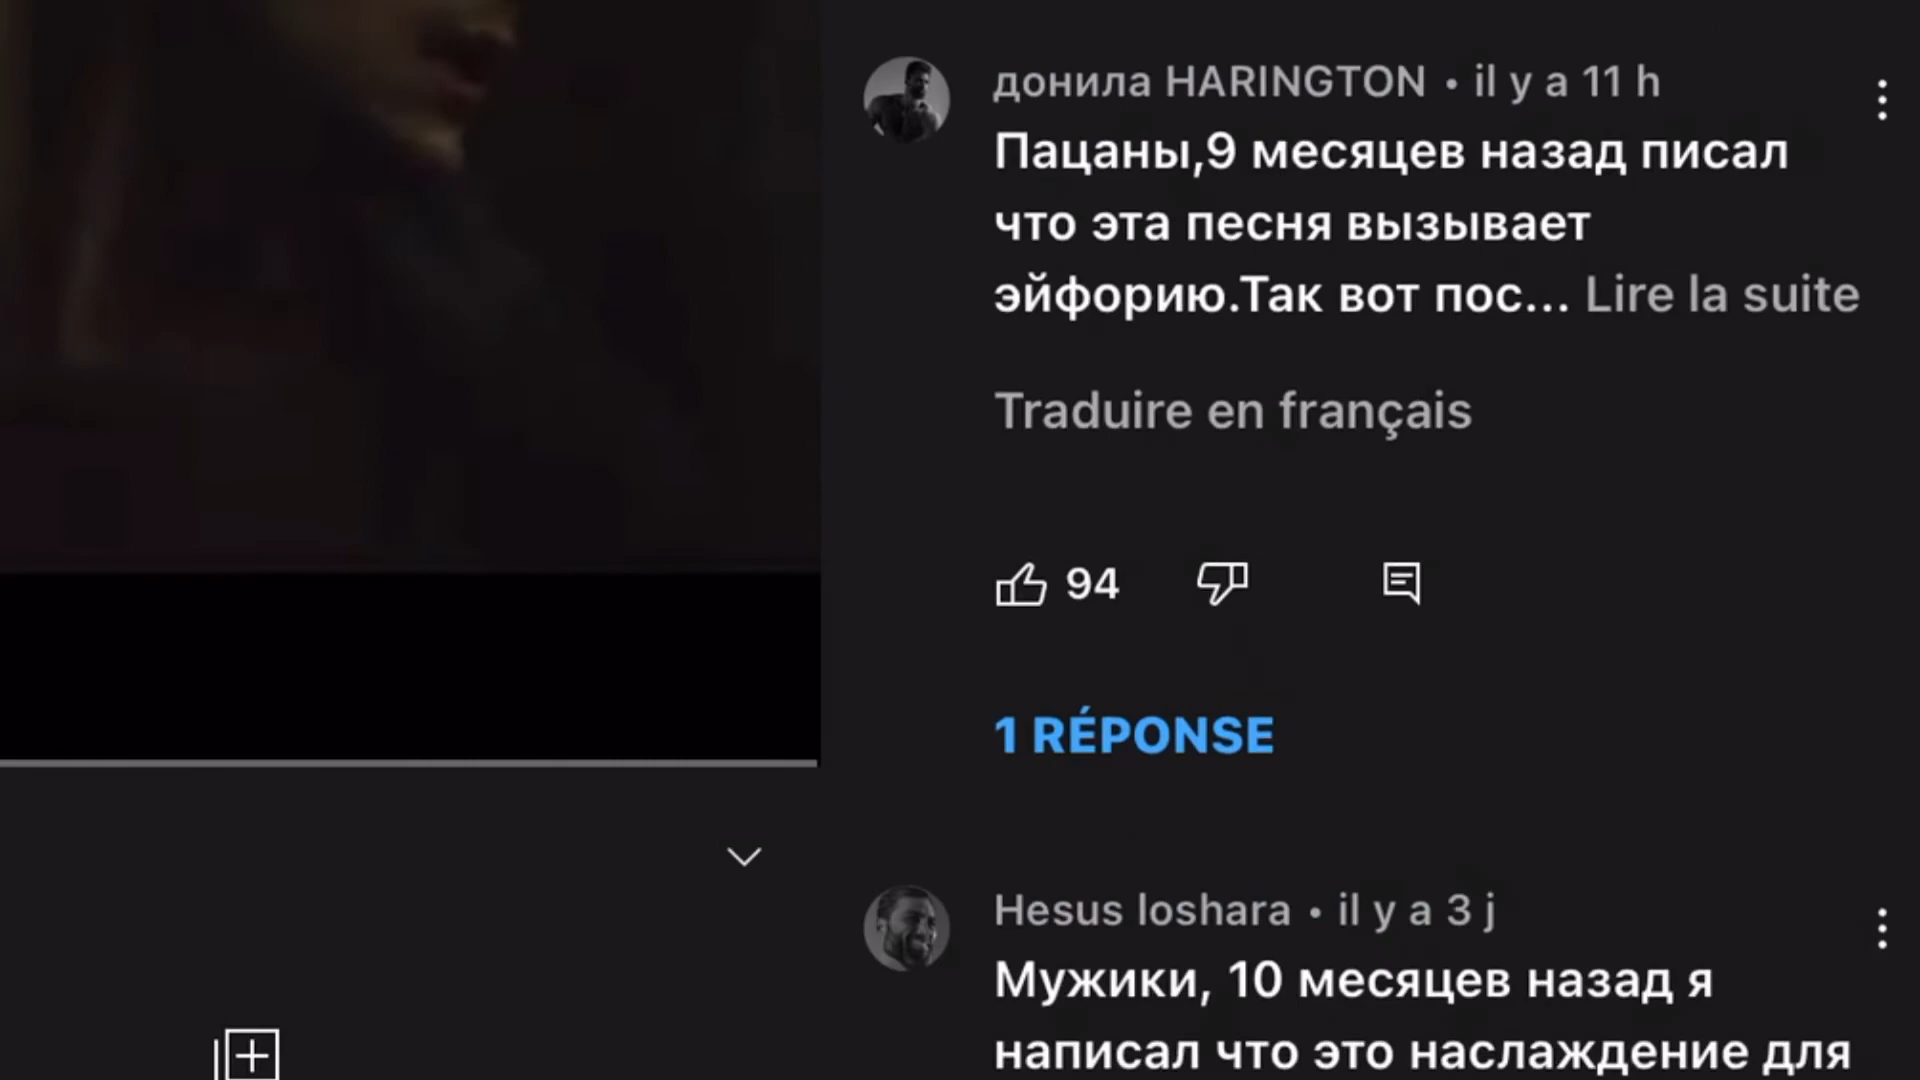 донила HARINGTON • il y a 11 h
Пацаны,9 месяцев назад писал
что эта песня вызывает
эйфорию.Так вот пос... Lire la suite
Traduire en français
94
1 RÉPONSE
Hesus loshara • il y a 3 j
Мужики, 10 месяцев назад я
написал что это наслаждение для